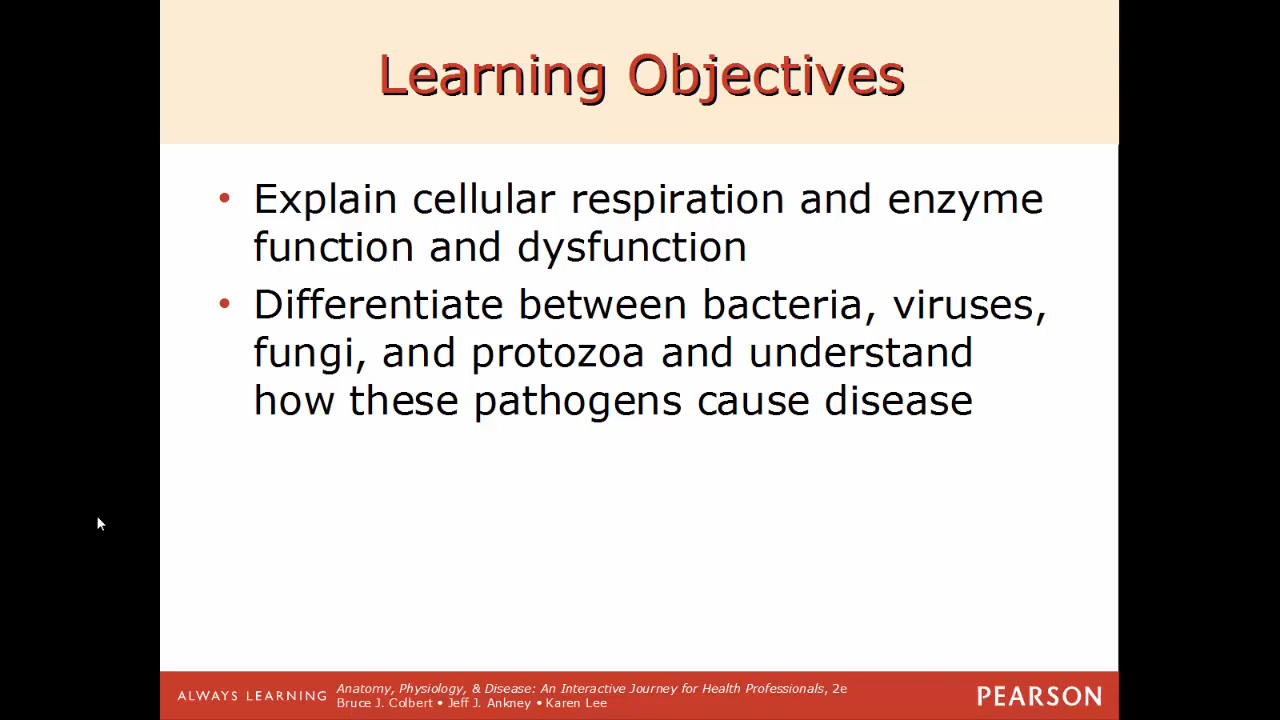 Learning Objectives
• Explain cellular respiration and enzyme
function and dysfunction
• Differentiate between bacteria, viruses,
fungi, and protozoa and understand
how these pathogens cause disease
ALWAYS LEARNING
Anatomy, Physiology, & Disease: An Interactive Journey for Health Professionals, 2e
Bruce J. Colbert • Jeff J. Ankney • Karen Lee
PEARSON